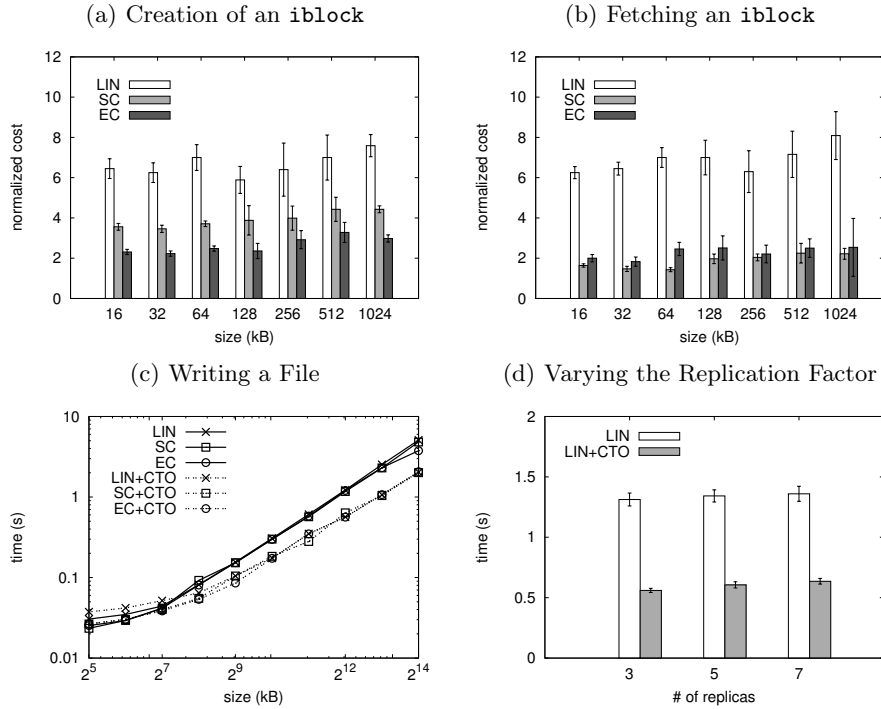 (a) Creation of an iblock
12
10
8
6
4
2
0
normalized cost
LIN
SC
EC
16 32 64 128 256 512 1024
size (kB)
(b) Fetching an iblock
12
10
8
6
4
2
0
normalized cost
LIN
SC
EC
16 32 64 128 256 512 1024
size (kB)
(c) Writing a File
10
1
0.1
0.01
time (s)
LIN
SC
EC
LIN+CTO
SC+CTO
EC+CTO
2^5 2^7 2^9 2^12 2^14
size (kB)
(d) Varying the Replication Factor
2
1.5
1
0.5
0
time (s)
LIN
LIN+CTO
3 5 7
# of replicas